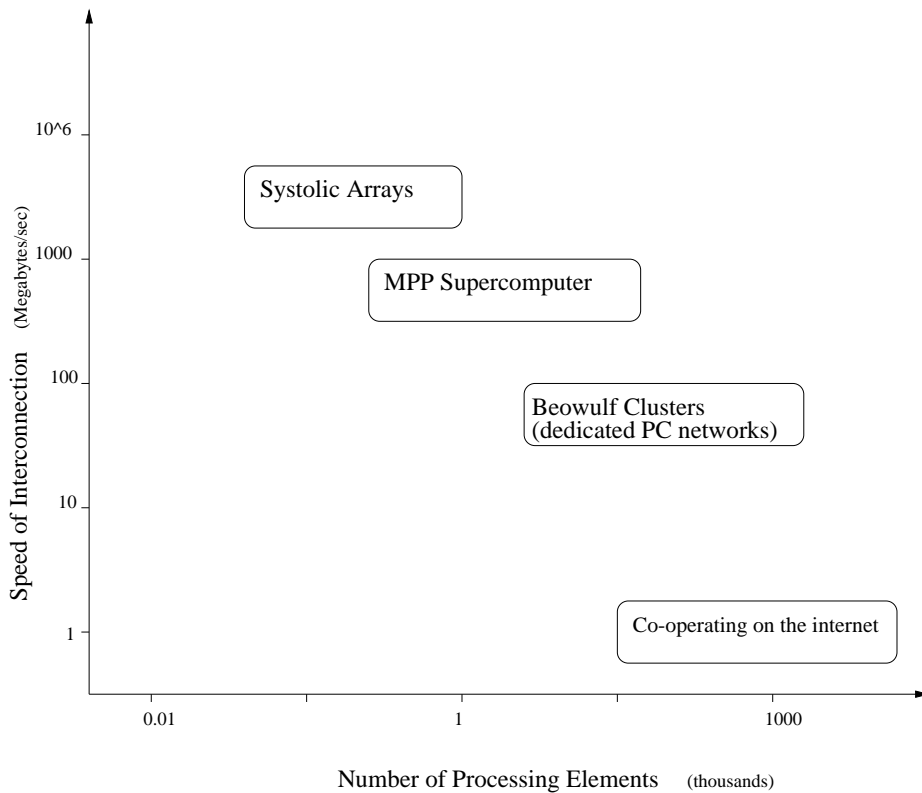 10^6
Systolic Arrays
1000
MPP Supercomputer
100
Beowulf Clusters
(dedicated PC networks)
10
Co-operating on the internet
1
0.01
1
1000
Speed of Interconnection (Megabytes/sec)
Number of Processing Elements (thousands)